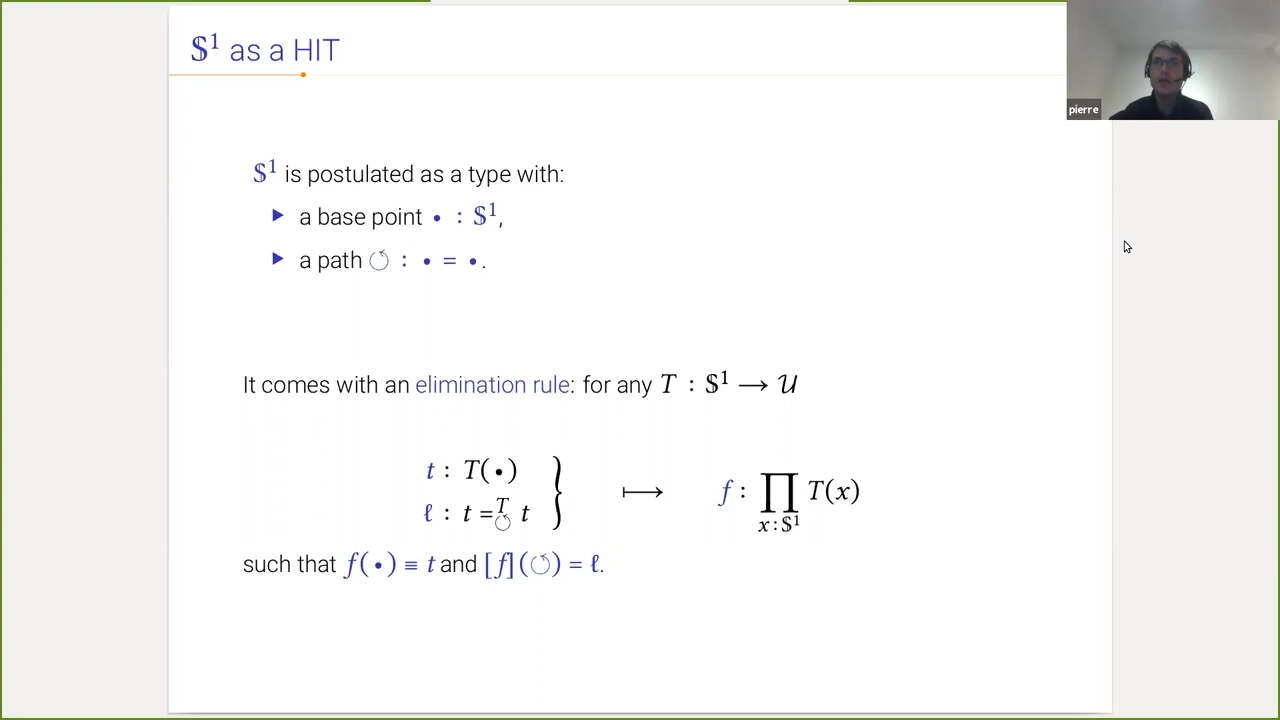 𝕊¹ as a HIT
pierre
𝕊¹ is postulated as a type with:
▶ a base point • : 𝕊¹,
▶ a path ↺ : • = •.
It comes with an elimination rule: for any T : 𝕊¹ → 𝒰
t : T(•)
ℓ : t =ᵀ↺ t } ⟼ f : ∏ x:𝕊¹ T(x)
such that f(•) ≡ t and [f](↺) = ℓ.